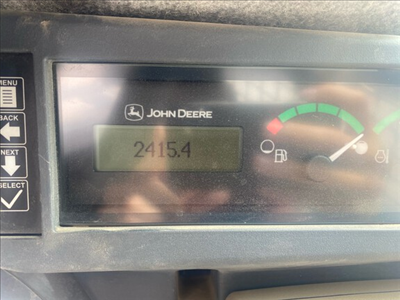 MENU
BACK
NEXT
SELECT
JOHN DEERE
2415.4